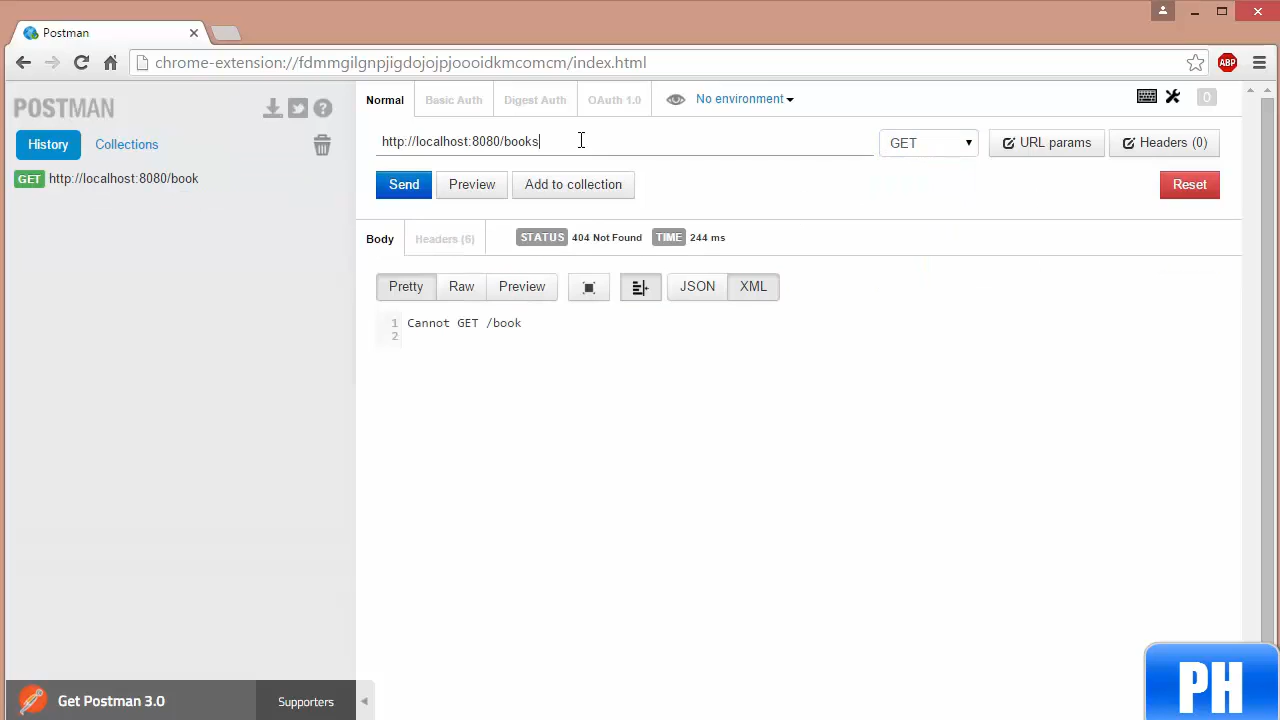 Postman
chrome-extension://fdmmgilgnpjigdojojpjoooidkmcomcm/index.html
ABP
POSTMAN
History
Collections
GET http://localhost:8080/book
Normal
Basic Auth
Digest Auth
OAuth 1.0
No environment
0
http://localhost:8080/books
GET
URL params
Headers (0)
Send
Preview
Add to collection
Reset
Body
Headers (6)
STATUS 404 Not Found TIME 244 ms
Pretty
Raw
Preview
JSON
XML
1 Cannot GET /book
2
Get Postman 3.0
Supporters
PH